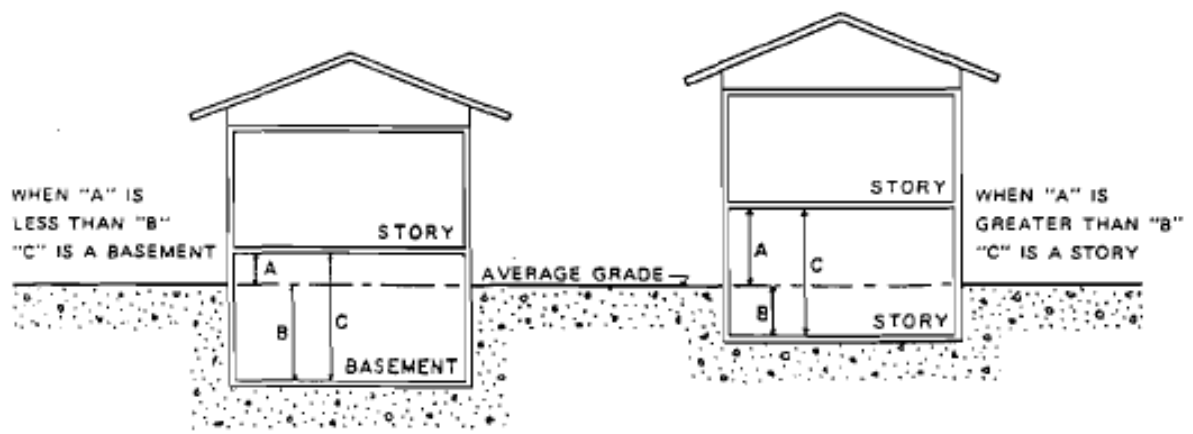 WHEN "A" IS
LESS THAN "B"
"C" IS A BASEMENT
STORY
A
B
C
BASEMENT
AVERAGE GRADE
STORY
A
C
B
STORY
WHEN "A" IS
GREATER THAN "B"
"C" IS A STORY